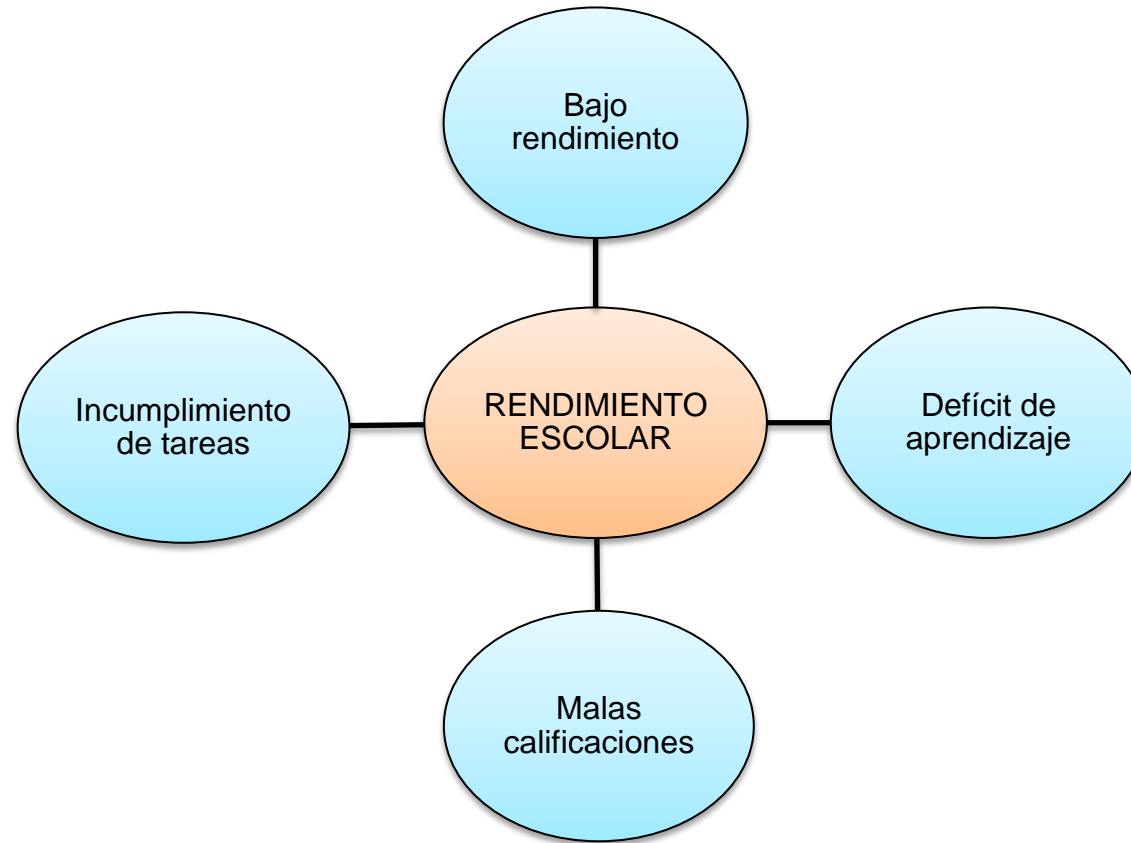 Bajo
rendimiento
Incumplimiento
de tareas
RENDIMIENTO
ESCOLAR
Defícit de
aprendizaje
Malas
calificaciones